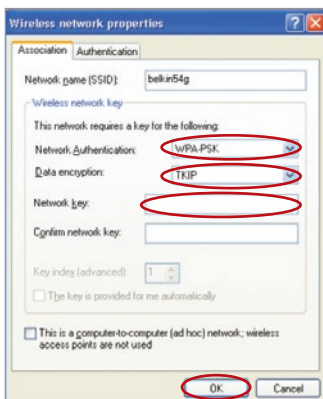 Wireless network properties
Association Authentication
Network name (SSID): belkin54g
Wireless network key
This network requires a key for the following:
Network Authentication: WPA-PSK
Data encryption: TKIP
Network key:
Confirm network key:
Key index (advanced): 1
The key is provided for me automatically
This is a computer-to-computer (ad hoc) network; wireless
access points are not used
OK Cancel